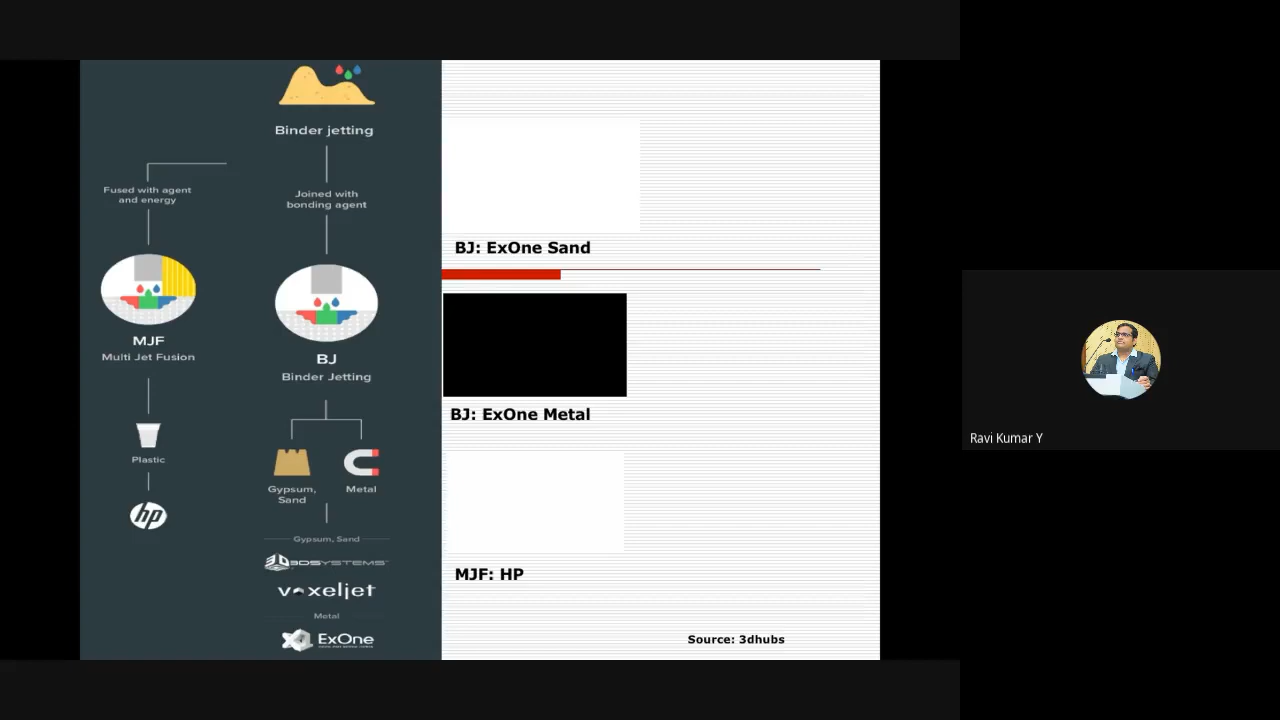 Binder jetting
Fused with agent
and energy
Joined with
bonding agent
MJF
Multi Jet Fusion
BJ
Binder Jetting
Plastic
hp
Gypsum,
Sand
Metal
Gypsum, Sand
3D SYSTEMS
voxeljet
Metal
ExOne
BJ: ExOne Sand
BJ: ExOne Metal
MJF: HP
Source: 3dhubs
Ravi Kumar Y